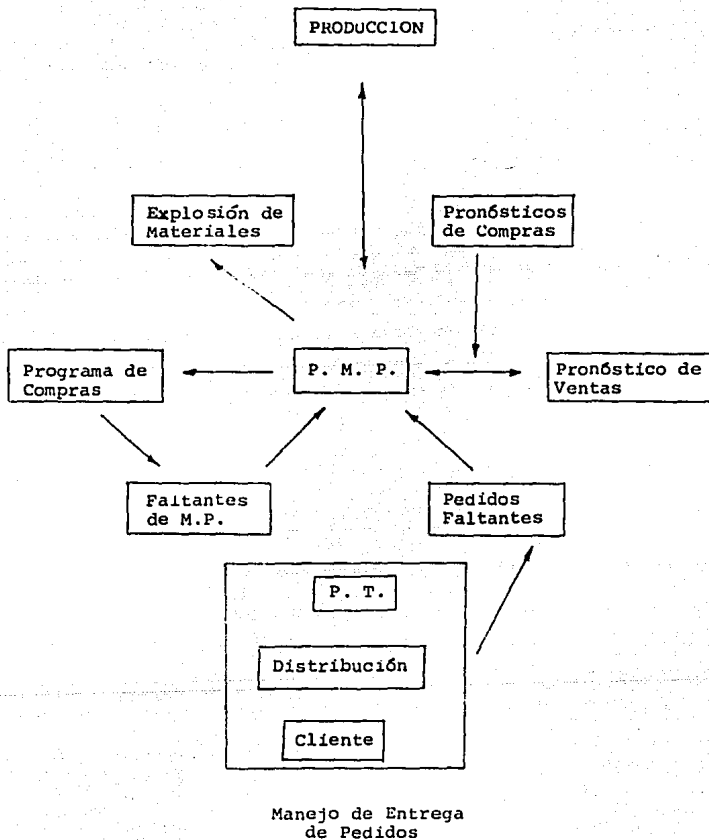 PRODUCCION
Explosión de
Materiales
Pronósticos
de Compras
Programa de
Compras
P. M. P.
Pronóstico de
Ventas
Faltantes
de M.P.
Pedidos
Faltantes
P. T.
Distribución
Cliente
Manejo de Entrega
de Pedidos